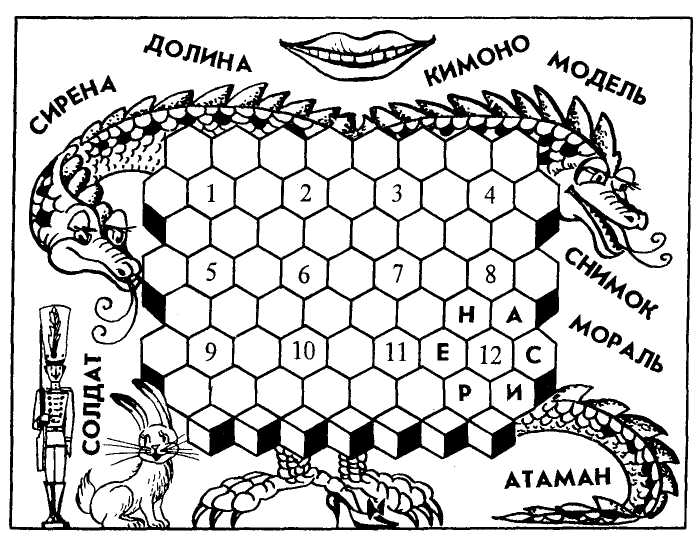 СИРЕНА
ДОЛИНА
КИМОНО
МОДЕЛЬ
1 2 3 4
5 6 7 8
СНИМОК
Н А
МОРАЛЬ
9 10 11 Е 12 С
СОЛДАТ
Р И
АТАМАН